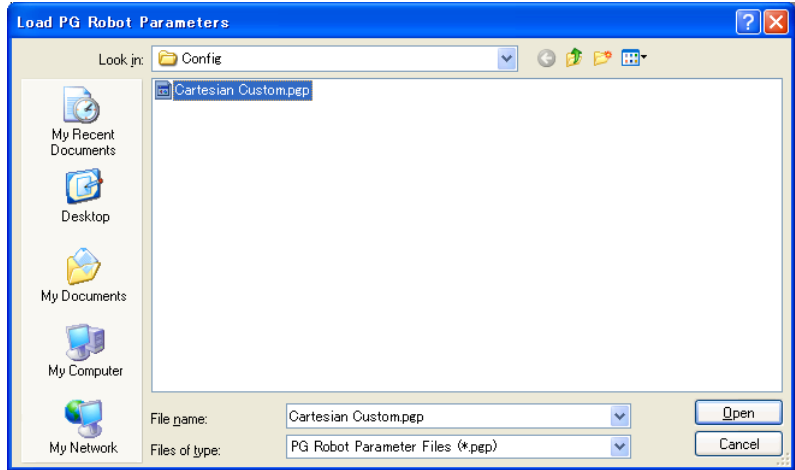 Load PG Robot Parameters
Look in: Config
Cartesian Custom.pgp
My Recent
Documents
Desktop
My Documents
My Computer
My Network
File name: Cartesian Custom.pgp
Open
Files of type: PG Robot Parameter Files (*.pgp)
Cancel